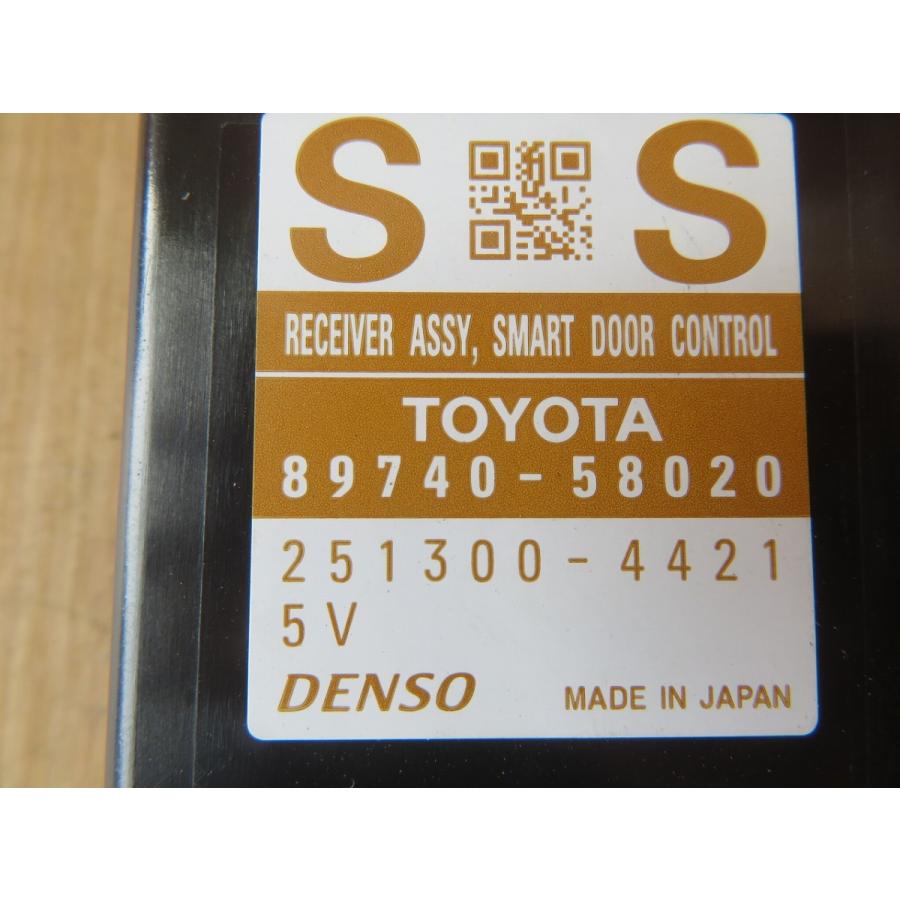 S S
RECEIVER ASSY, SMART DOOR CONTROL
TOYOTA
89740-58020
251300-4421
5V
DENSO MADE IN JAPAN